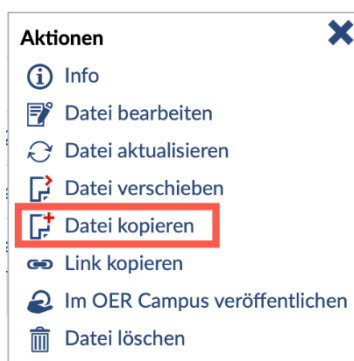 Aktionen
Info
Datei bearbeiten
Datei aktualisieren
Datei verschieben
Datei kopieren
Link kopieren
Im OER Campus veröffentlichen
Datei löschen